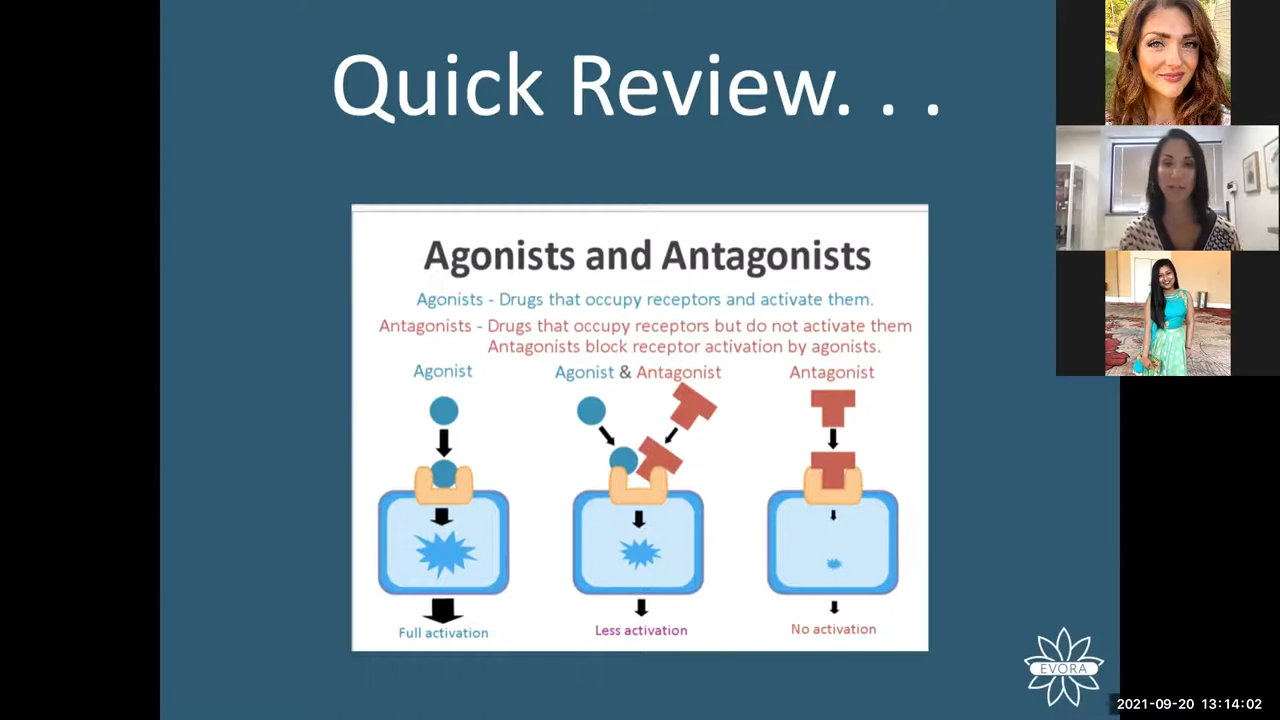 Quick Review. . .
Agonists and Antagonists
Agonists - Drugs that occupy receptors and activate them.
Antagonists - Drugs that occupy receptors but do not activate them
Antagonists block receptor activation by agonists.
Agonist
Agonist & Antagonist
Antagonist
Full activation
Less activation
No activation
EVORA
2021-09-20 13:14:02